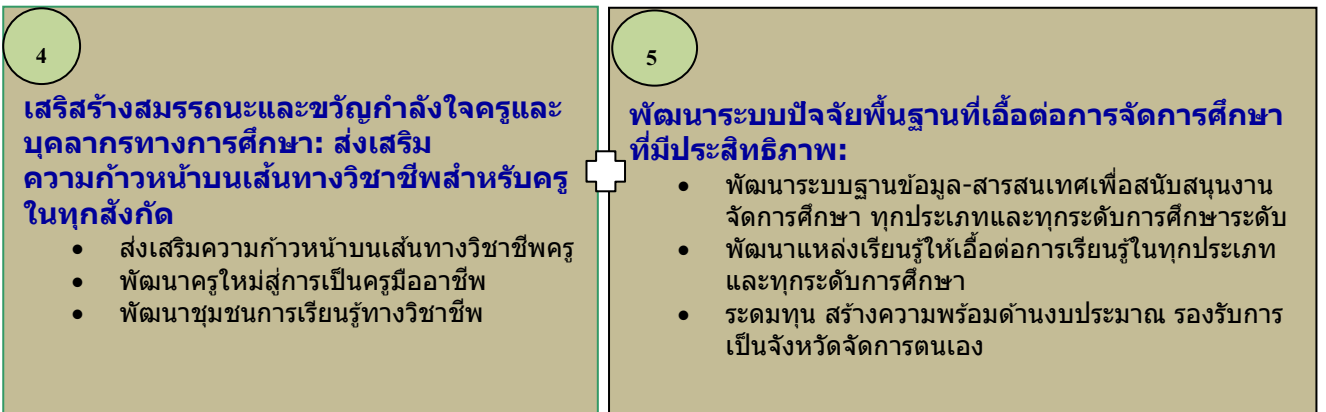 4
เสริสร้างสมรรถนะและขวัญกำลังใจครูและ
บุคลากรทางการศึกษา: ส่งเสริม
ความก้าวหน้าบนเส้นทางวิชาชีพสำหรับครู
ในทุกสังกัด
• ส่งเสริมความก้าวหน้าบนเส้นทางวิชาชีพครู
• พัฒนาครูใหม่สู่การเป็นครูมืออาชีพ
• พัฒนาชุมชนการเรียนรู้ทางวิชาชีพ
5
พัฒนาระบบปัจจัยพื้นฐานที่เอื้อต่อการจัดการศึกษา
ที่มีประสิทธิภาพ:
• พัฒนาระบบฐานข้อมูล-สารสนเทศเพื่อสนับสนุนงาน
จัดการศึกษา ทุกประเภทและทุกระดับการศึกษาระดับ
• พัฒนาแหล่งเรียนรู้ให้เอื้อต่อการเรียนรู้ในทุกประเภท
และทุกระดับการศึกษา
• ระดมทุน สร้างความพร้อมด้านงบประมาณ รองรับการ
เป็นจังหวัดจัดการตนเอง